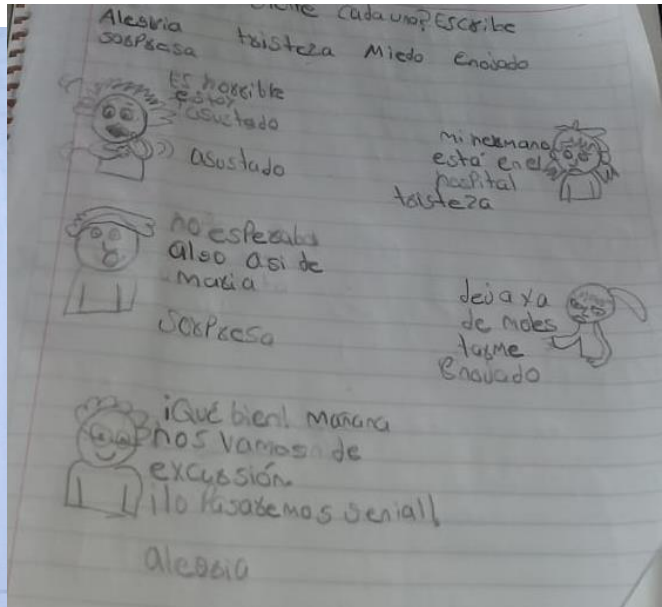 cada uno? Escribe
Alegria
sorpresa tristeza Miedo enojado
Es horrible
estoy
asustado
asustado
mi hermano
está en el
hospital
tristeza
no esperaba
algo asi de
maria
sorpresa
deja ya
de moles
tarme
Enojado
¡Qué bien! Mañana
nos vamos de
excursión
¡lo Pasaremos genial!
alegria